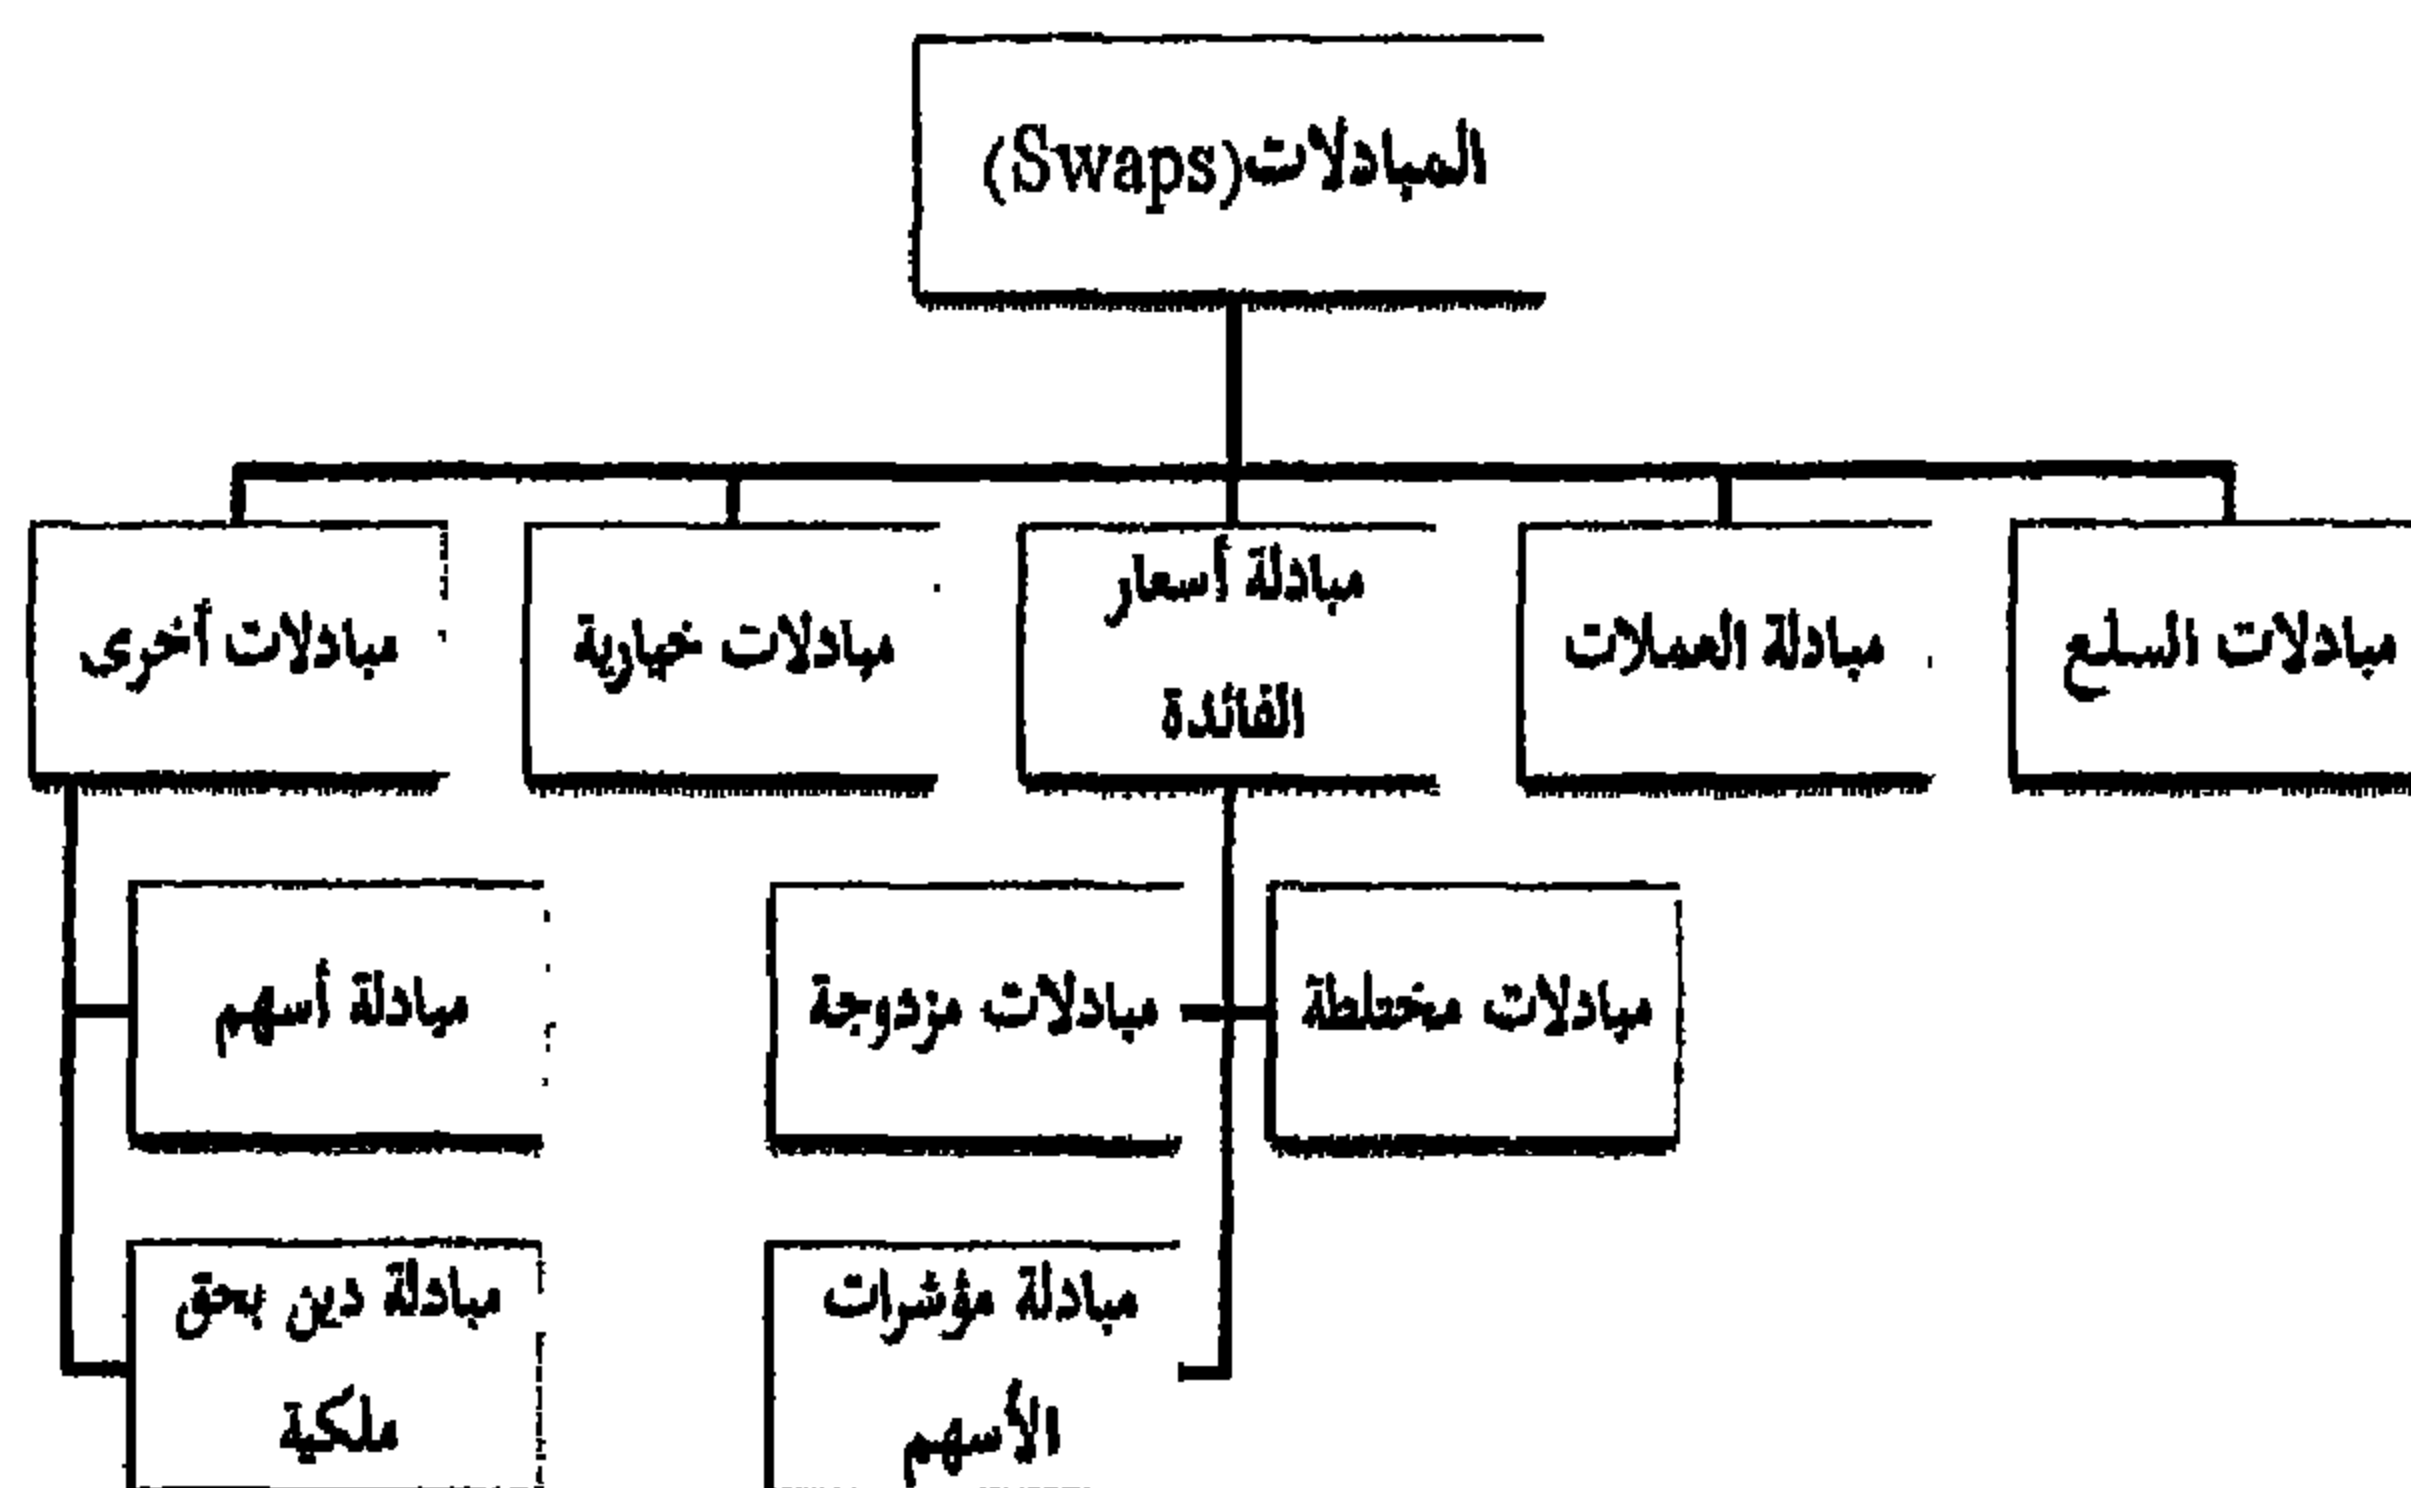 المبادلات(Swaps)
مبادلات السلع
مبادلة العملات
مبادلة أسعار
الفائدة
مبادلات خيارية
مبادلات أخرى
مبادلات مختلطة
مبادلات مزدوجة
مبادلة أسهم
مبادلة مؤشرات
الأسهم
مبادلة دين بحق
ملكية